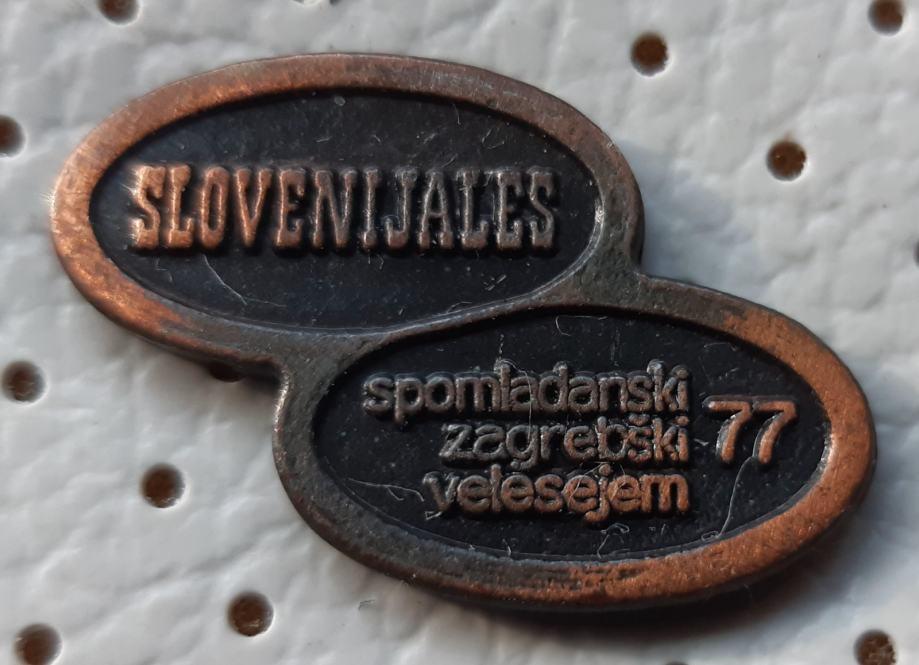 SLOVENIJALES
spomladanski
zagrebški 77
velesejem